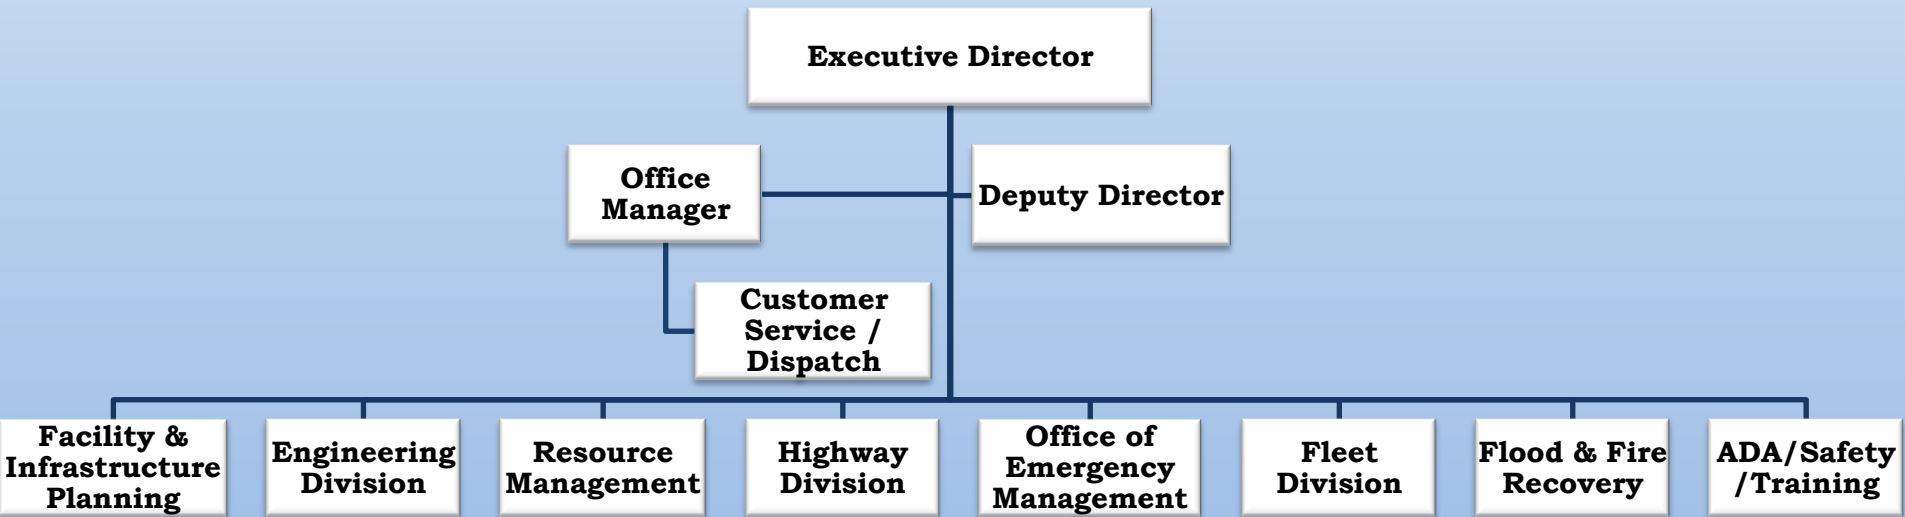 Executive Director
Office
Manager
Deputy Director
Customer
Service /
Dispatch
Facility &
Infrastructure
Planning
Engineering
Division
Resource
Management
Highway
Division
Office of
Emergency
Management
Fleet
Division
Flood & Fire
Recovery
ADA/Safety
/Training